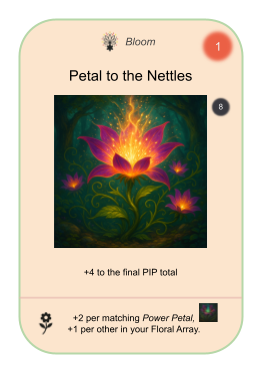 Bloom
1
Petal to the Nettles
8
+4 to the final PIP total
+2 per matching Power Petal,
+1 per other in your Floral Array.